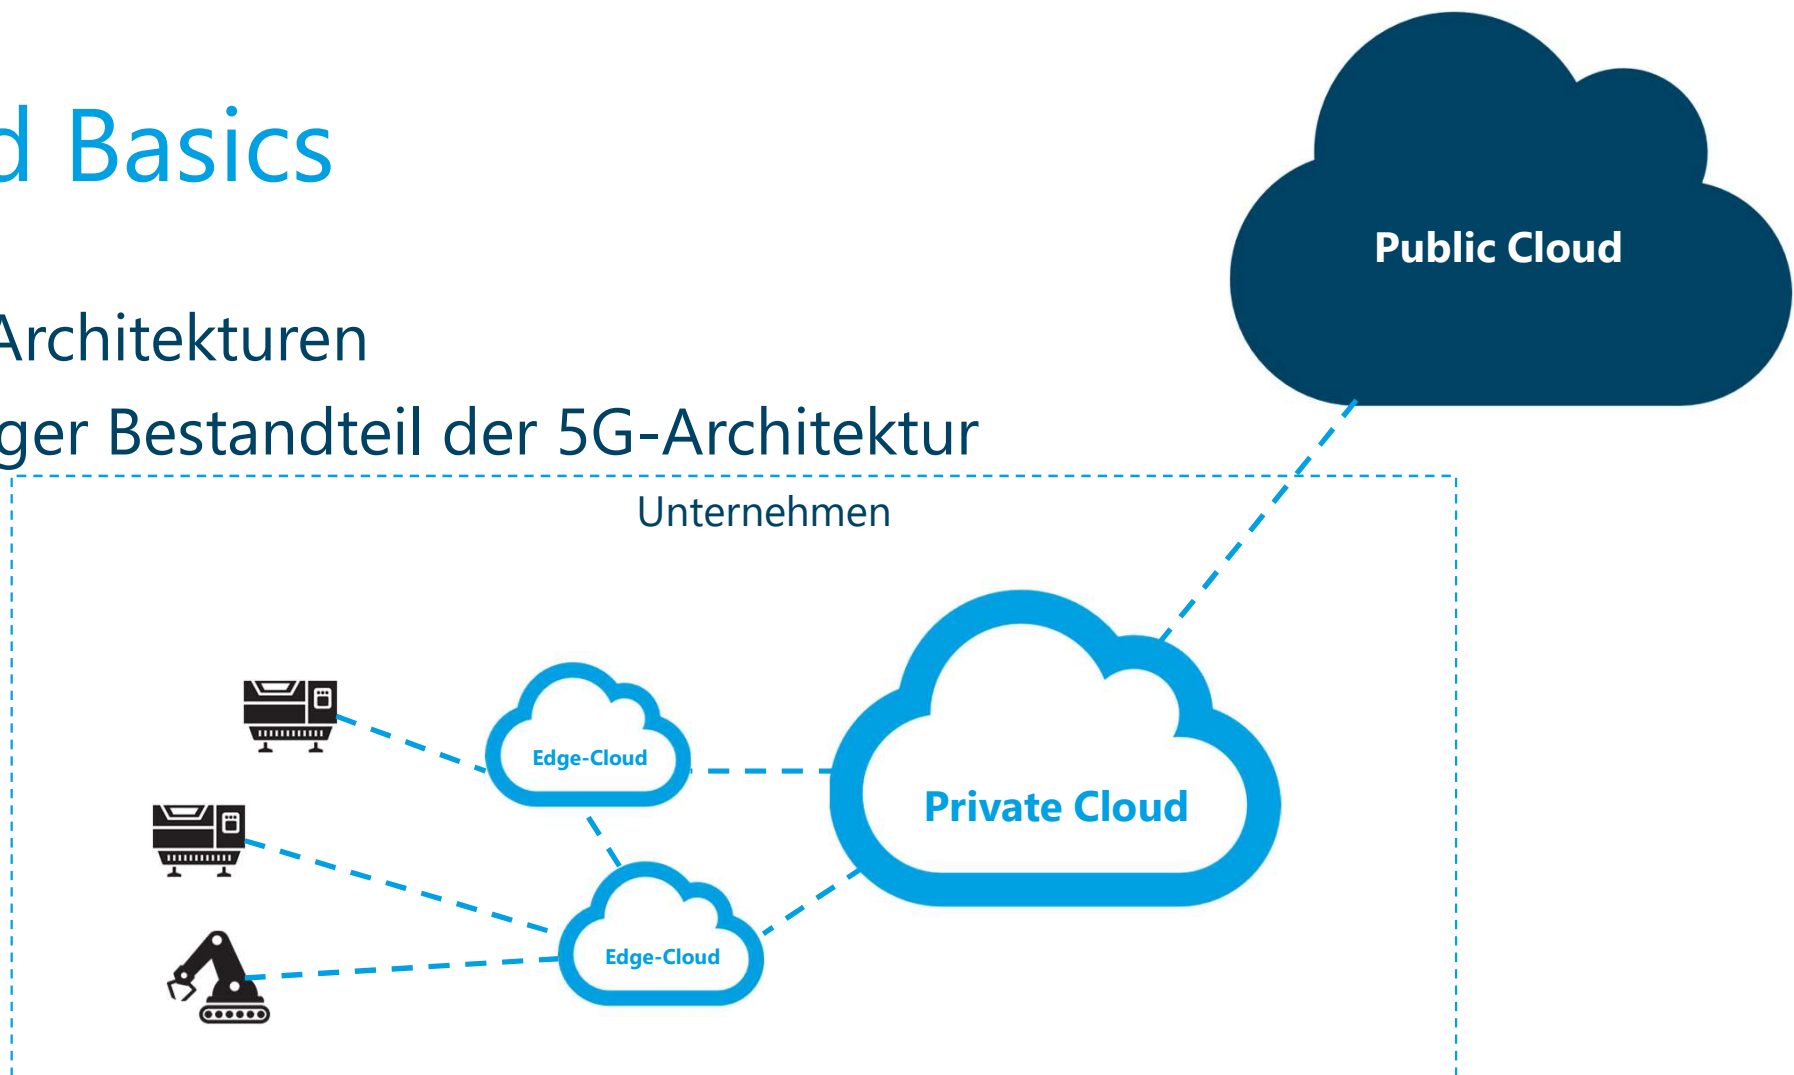 d Basics
Public Cloud
Architekturen
ger Bestandteil der 5G-Architektur
Unternehmen
Edge-Cloud
Private Cloud
Edge-Cloud